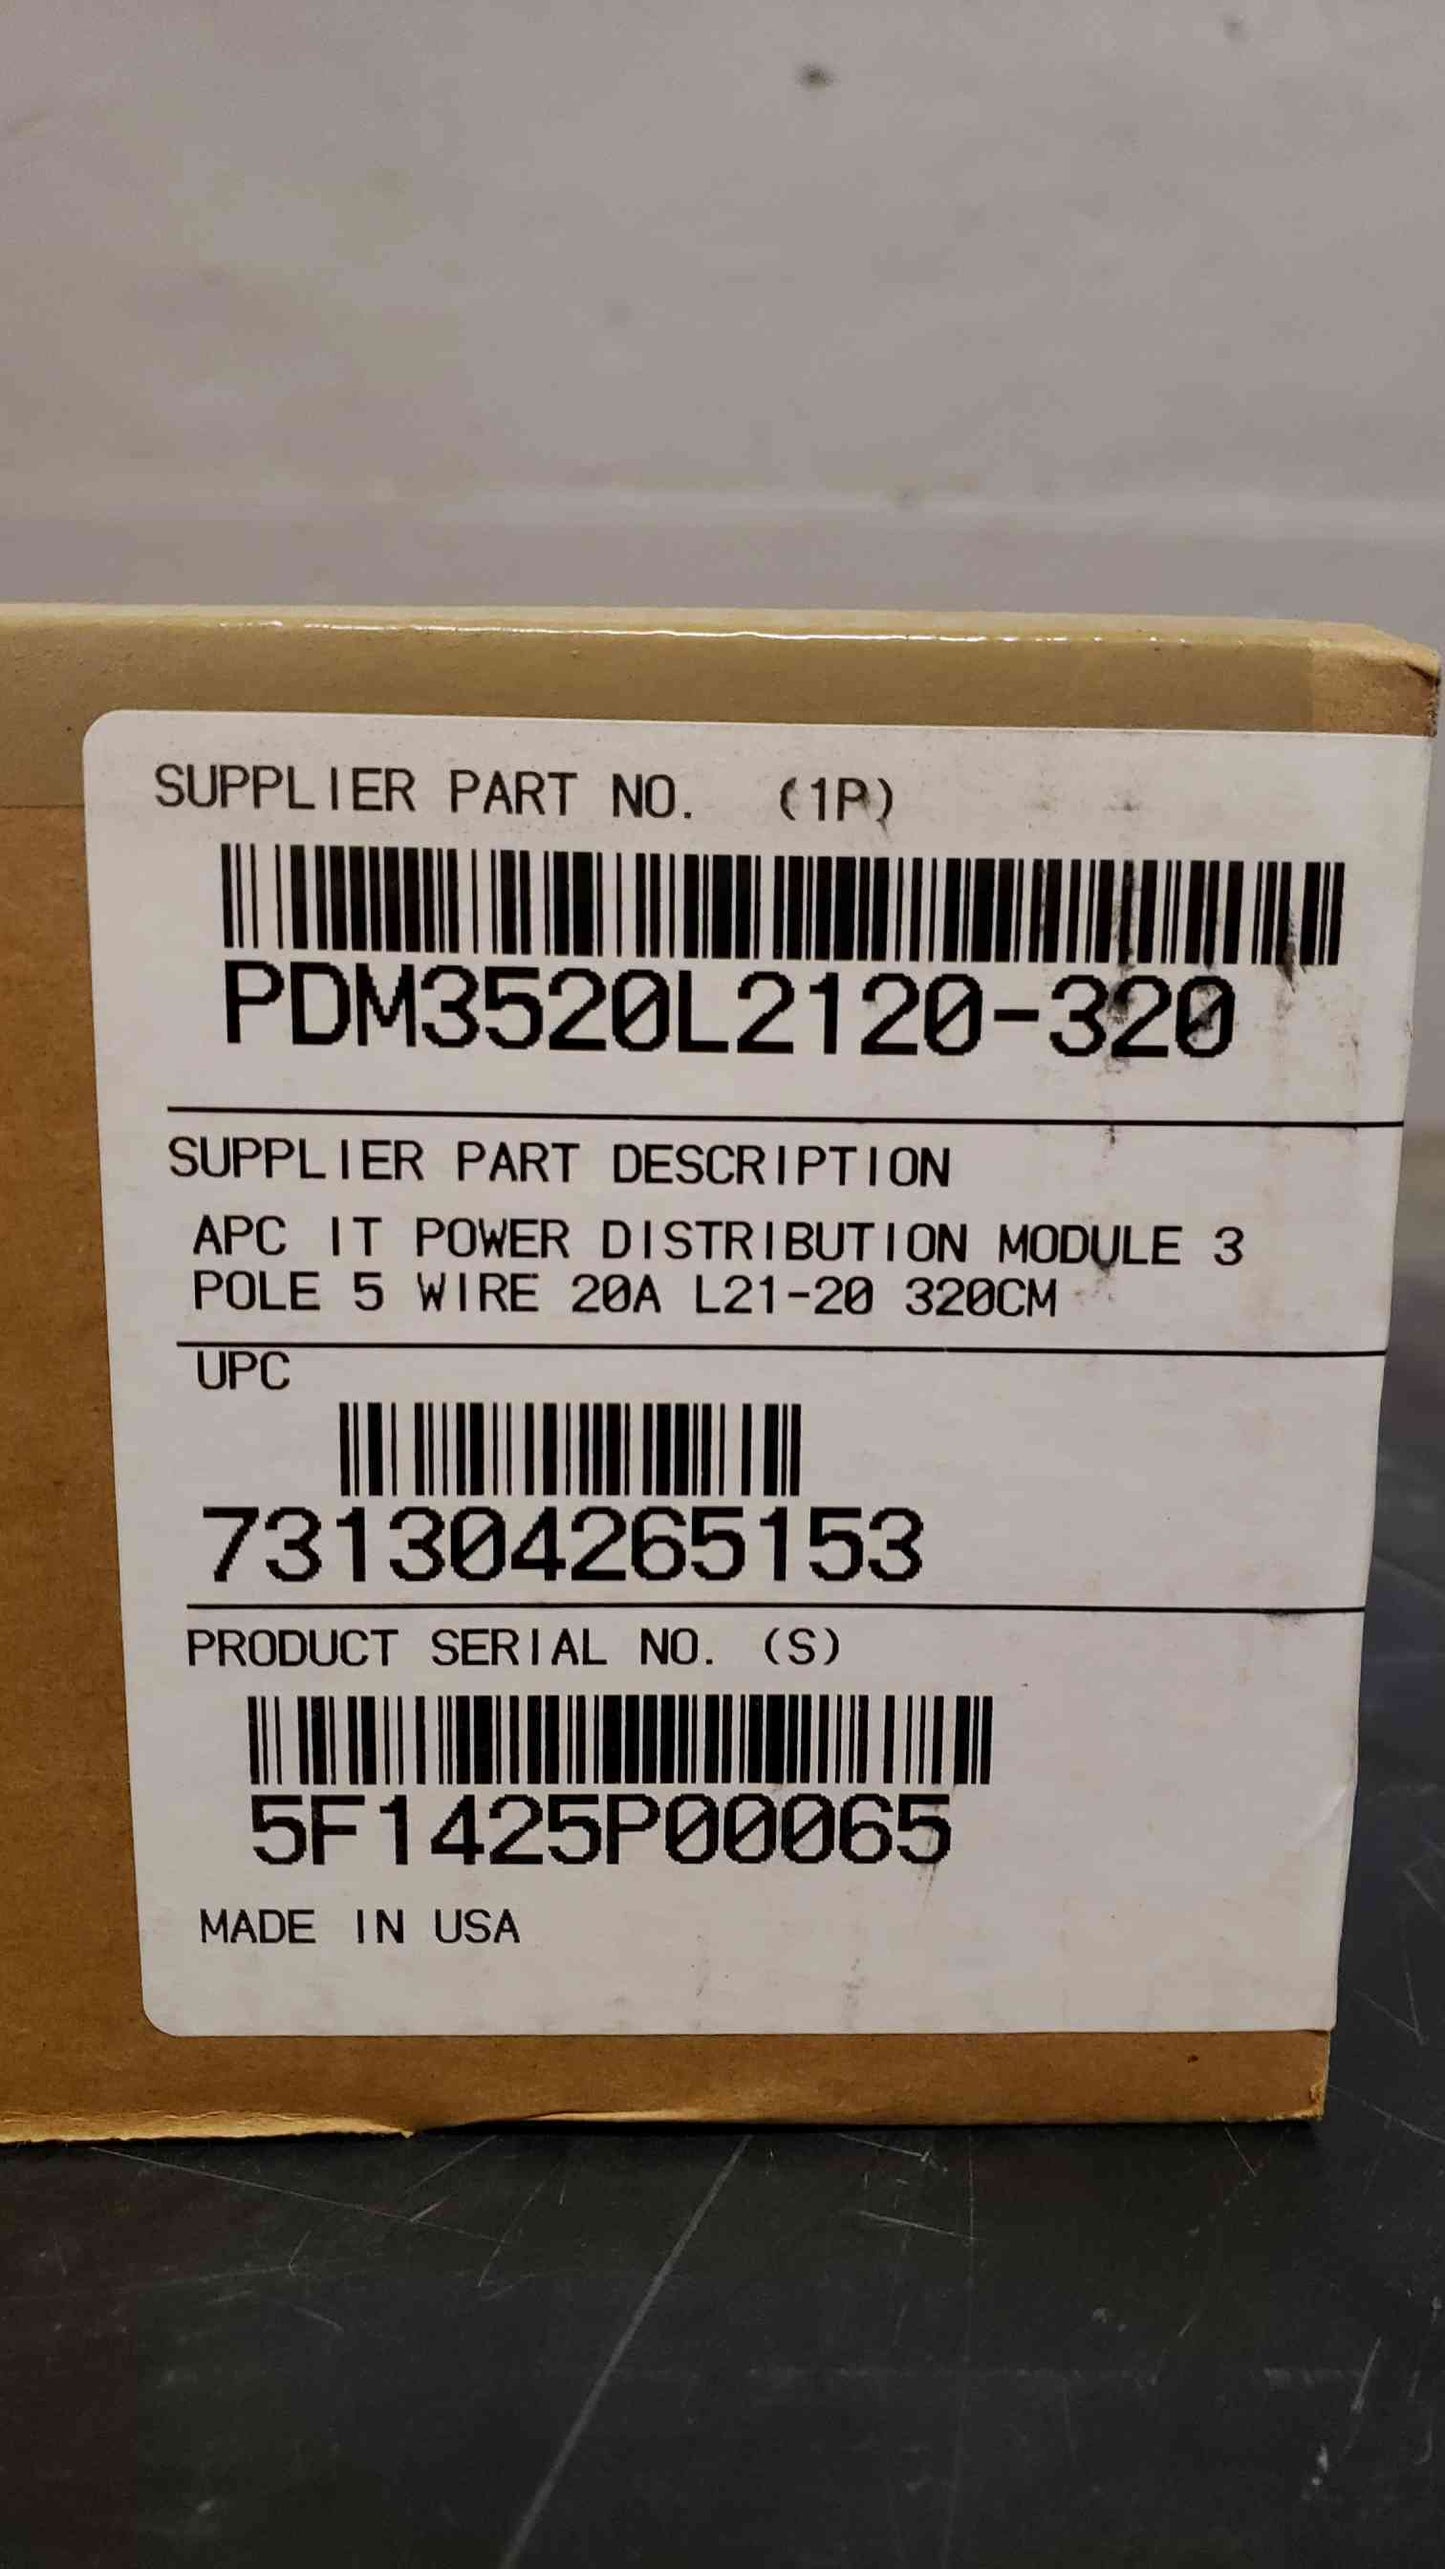 SUPPLIER PART NO. (1P)
PDM3520L2120-320
SUPPLIER PART DESCRIPTION
APC IT POWER DISTRIBUTION MODULE 3
POLE 5 WIRE 20A L21-20 320CM
UPC
731304265153
PRODUCT SERIAL NO. (S)
5F1425P00065
MADE IN USA